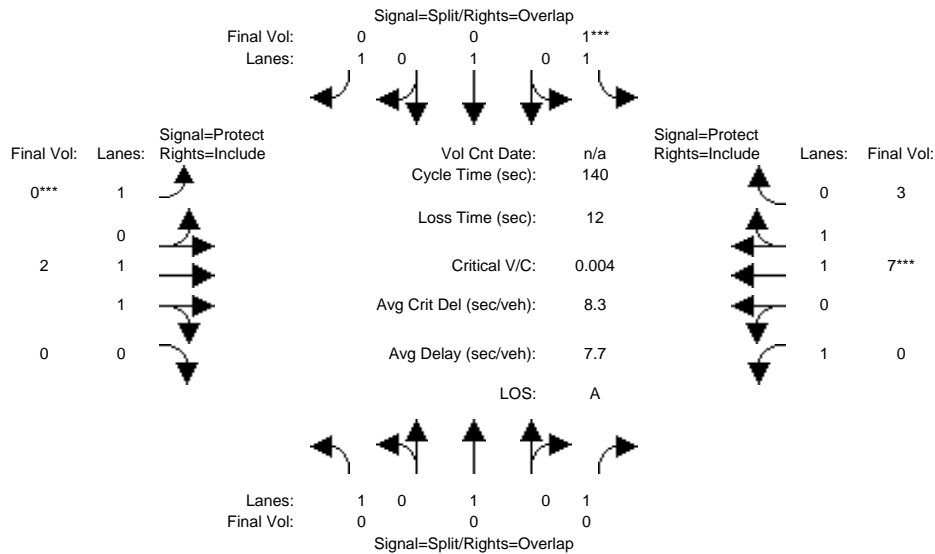 Signal=Split/Rights=Overlap
Final Vol: 0 0 1***
Lanes: 1 0 1 0 1
Signal=Protect Signal=Protect
Final Vol: Lanes: Rights=Include Vol Cnt Date: n/a Rights=Include Lanes: Final Vol:
Cycle Time (sec): 140
0*** 1 0 3
Loss Time (sec): 12
0 1
2 1 Critical V/C: 0.004 1 7***
1 Avg Crit Del (sec/veh): 8.3 0
0 0 Avg Delay (sec/veh): 7.7 1 0
LOS: A
Lanes: 1 0 1 0 1
Final Vol: 0 0 0
Signal=Split/Rights=Overlap